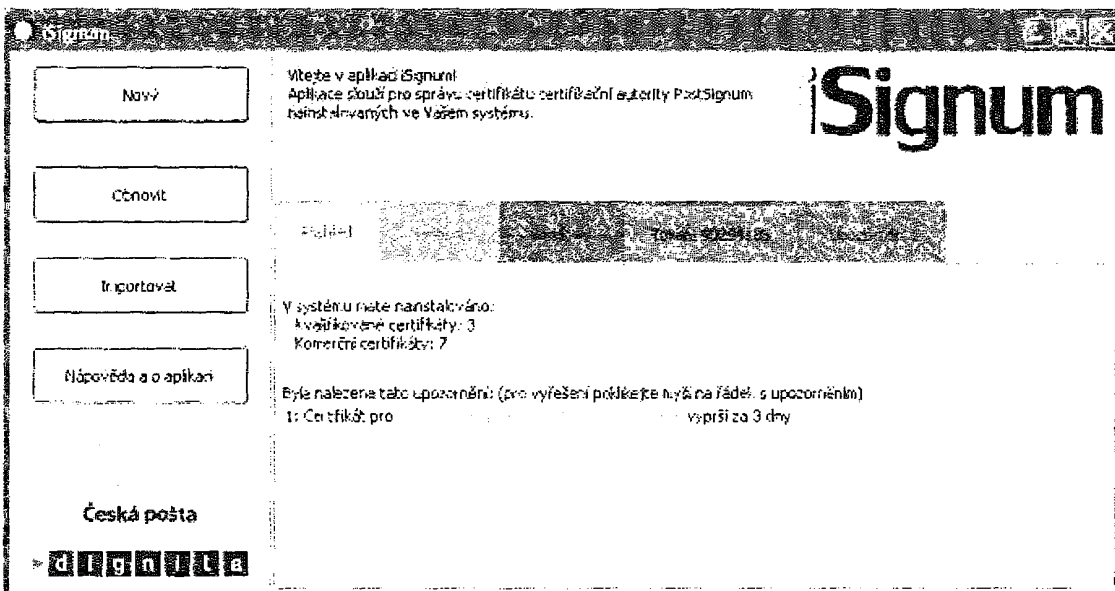 iSignum
Nový
Obnovit
Importovat
Nápověda a o aplikaci
Česká pošta
dignita
Vítejte v aplikaci iSignum!
Aplikace slouží pro správu certifikátů certifikační autority PostSignum
nainstalovaných ve Vašem systému.
iSignum
Přehled
V systému máte nainstalováno:
Kvalifikované certifikáty: 3
Komerční certifikáty: 7
Byla nalezena tato upozornění: (pro vyřešení poklikejte myší na řádek s upozorněním)
1: Certifikát pro vyprší za 3 dny